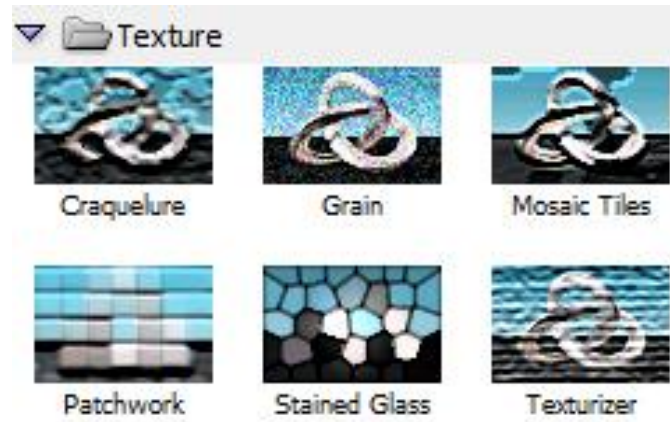 Texture
Craquelure Grain Mosaic Tiles
Patchwork Stained Glass Texturizer